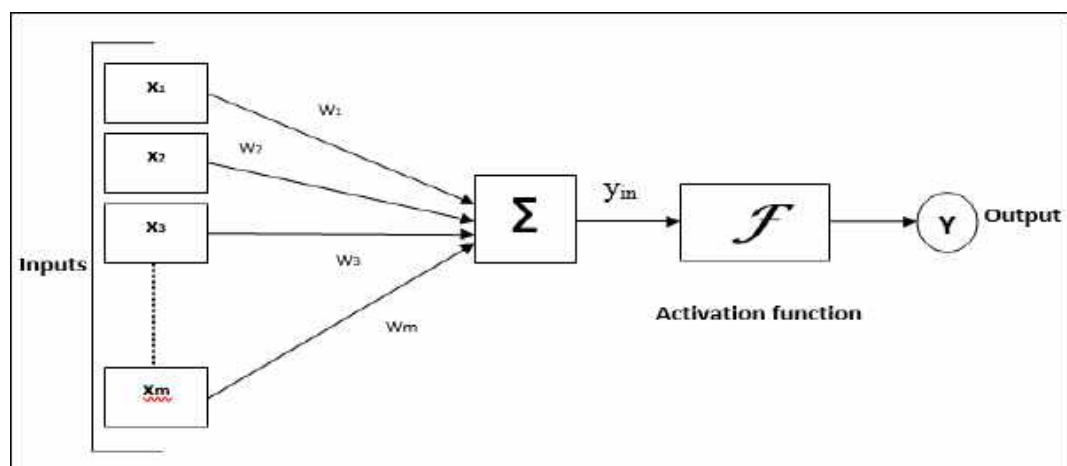 x₁
W₁
x₂
W₂
x₃
Inputs
W₃
Wm
xm
Σ
yin
ℱ
Y
Output
Activation function